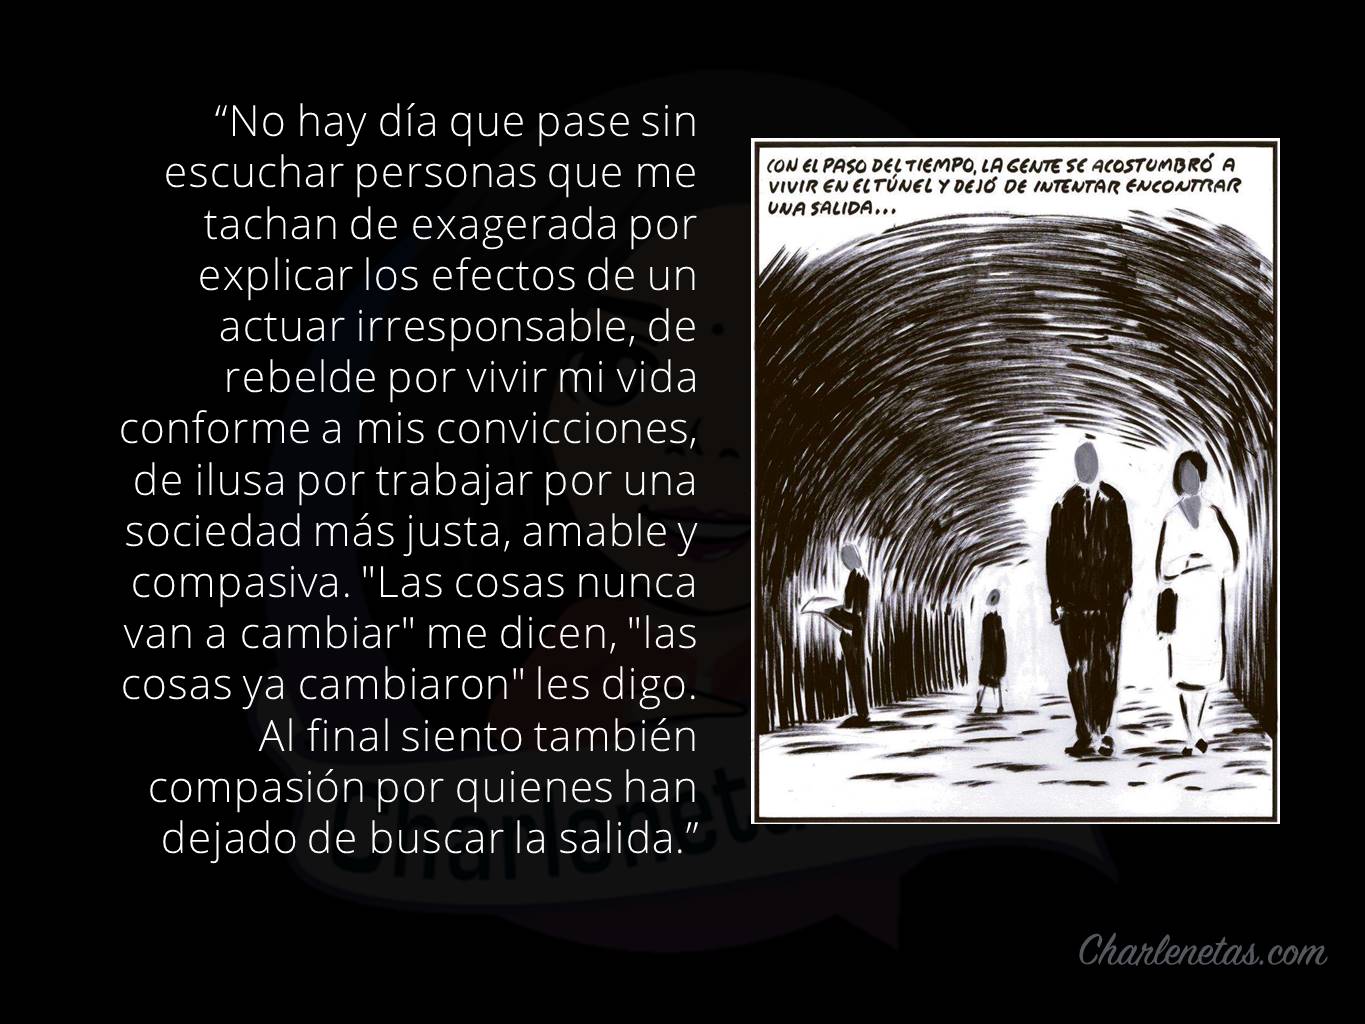 “No hay día que pase sin
escuchar personas que me
tachan de exagerada por
explicar los efectos de un
actuar irresponsable, de
rebelde por vivir mi vida
conforme a mis convicciones,
de ilusa por trabajar por una
sociedad más justa, amable y
compasiva. "Las cosas nunca
van a cambiar" me dicen, "las
cosas ya cambiaron" les digo.
Al final siento también
compasión por quienes han
dejado de buscar la salida.”
CON EL PASO DEL TIEMPO, LA GENTE SE ACOSTUMBRÓ A
VIVIR EN EL TÚNEL Y DEJÓ DE INTENTAR ENCONTRAR
UNA SALIDA...
Charlenetas.com